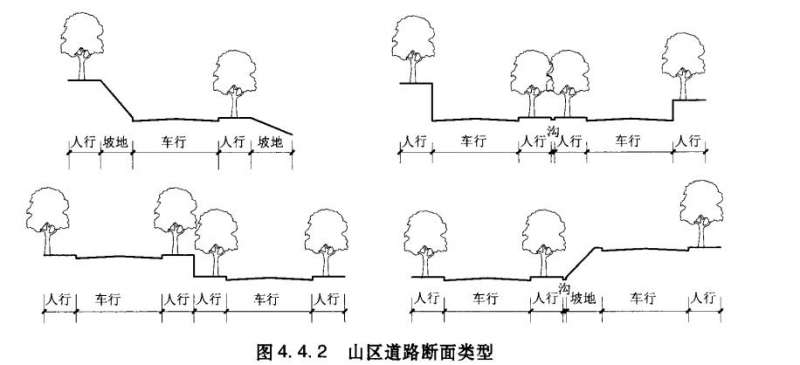 人行 坡地 车行 人行 坡地
人行 车行 人行 沟 人行 车行 人行
人行 车行 人行 人行 车行 人行
人行 车行 人行 沟 坡地 车行 人行
图4.4.2 山区道路断面类型